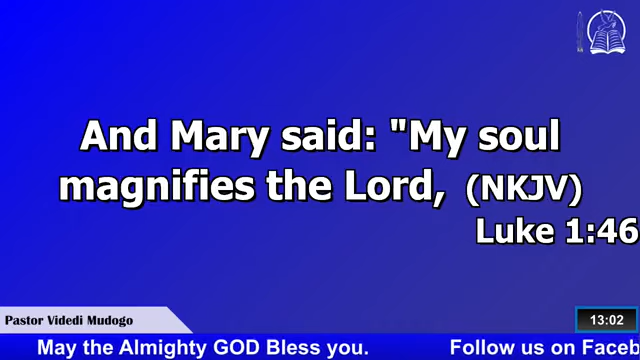 And Mary said: "My soul
magnifies the Lord, (NKJV)
Luke 1:46
Pastor Videdi Mudogo
13:02
May the Almighty GOD Bless you. Follow us on Faceb